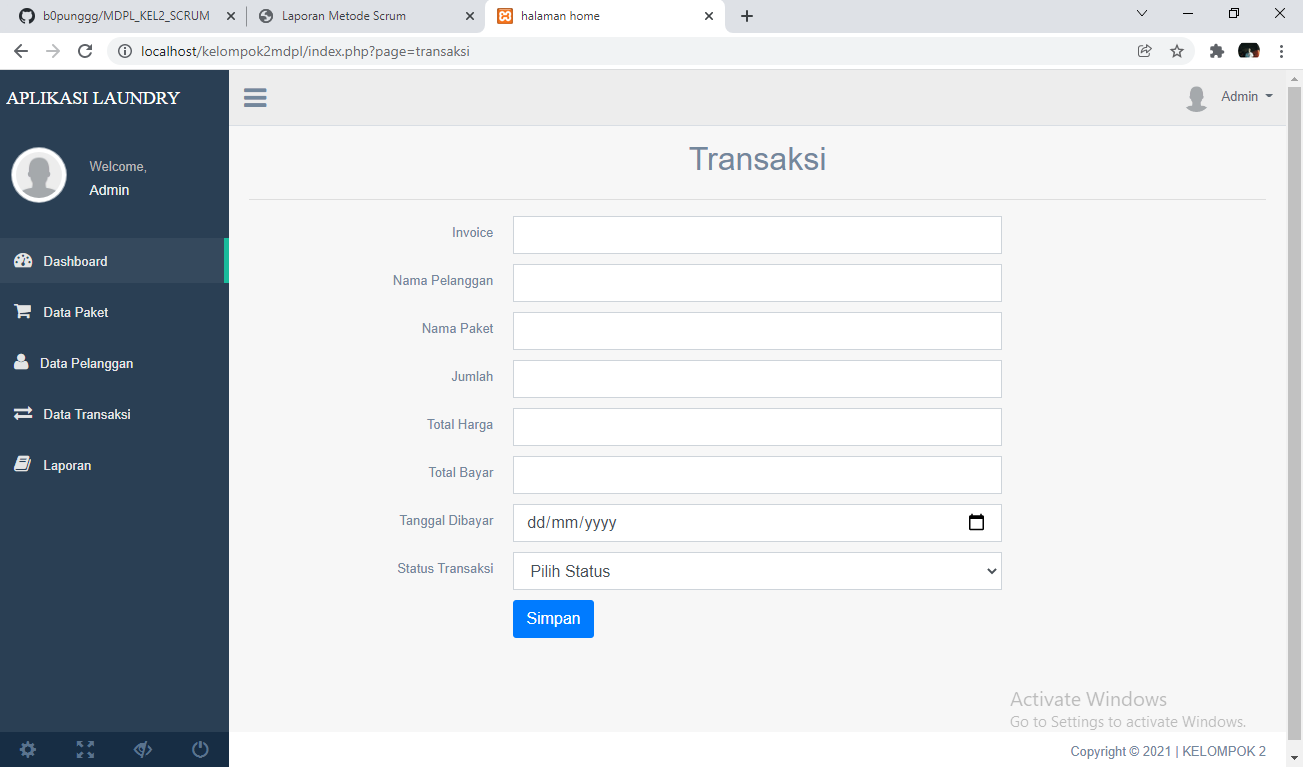 b0punggg/MDPL_KEL2_SCRUM
Laporan Metode Scrum
halaman home
localhost/kelompok2mdpl/index.php?page=transaksi
APLIKASI LAUNDRY
Welcome,
Admin
Dashboard
Data Paket
Data Pelanggan
Data Transaksi
Laporan
Admin
Transaksi
Invoice
Nama Pelanggan
Nama Paket
Jumlah
Total Harga
Total Bayar
Tanggal Dibayar
dd/mm/yyyy
Status Transaksi
Pilih Status
Simpan
Activate Windows
Go to Settings to activate Windows.
Copyright © 2021 | KELOMPOK 2